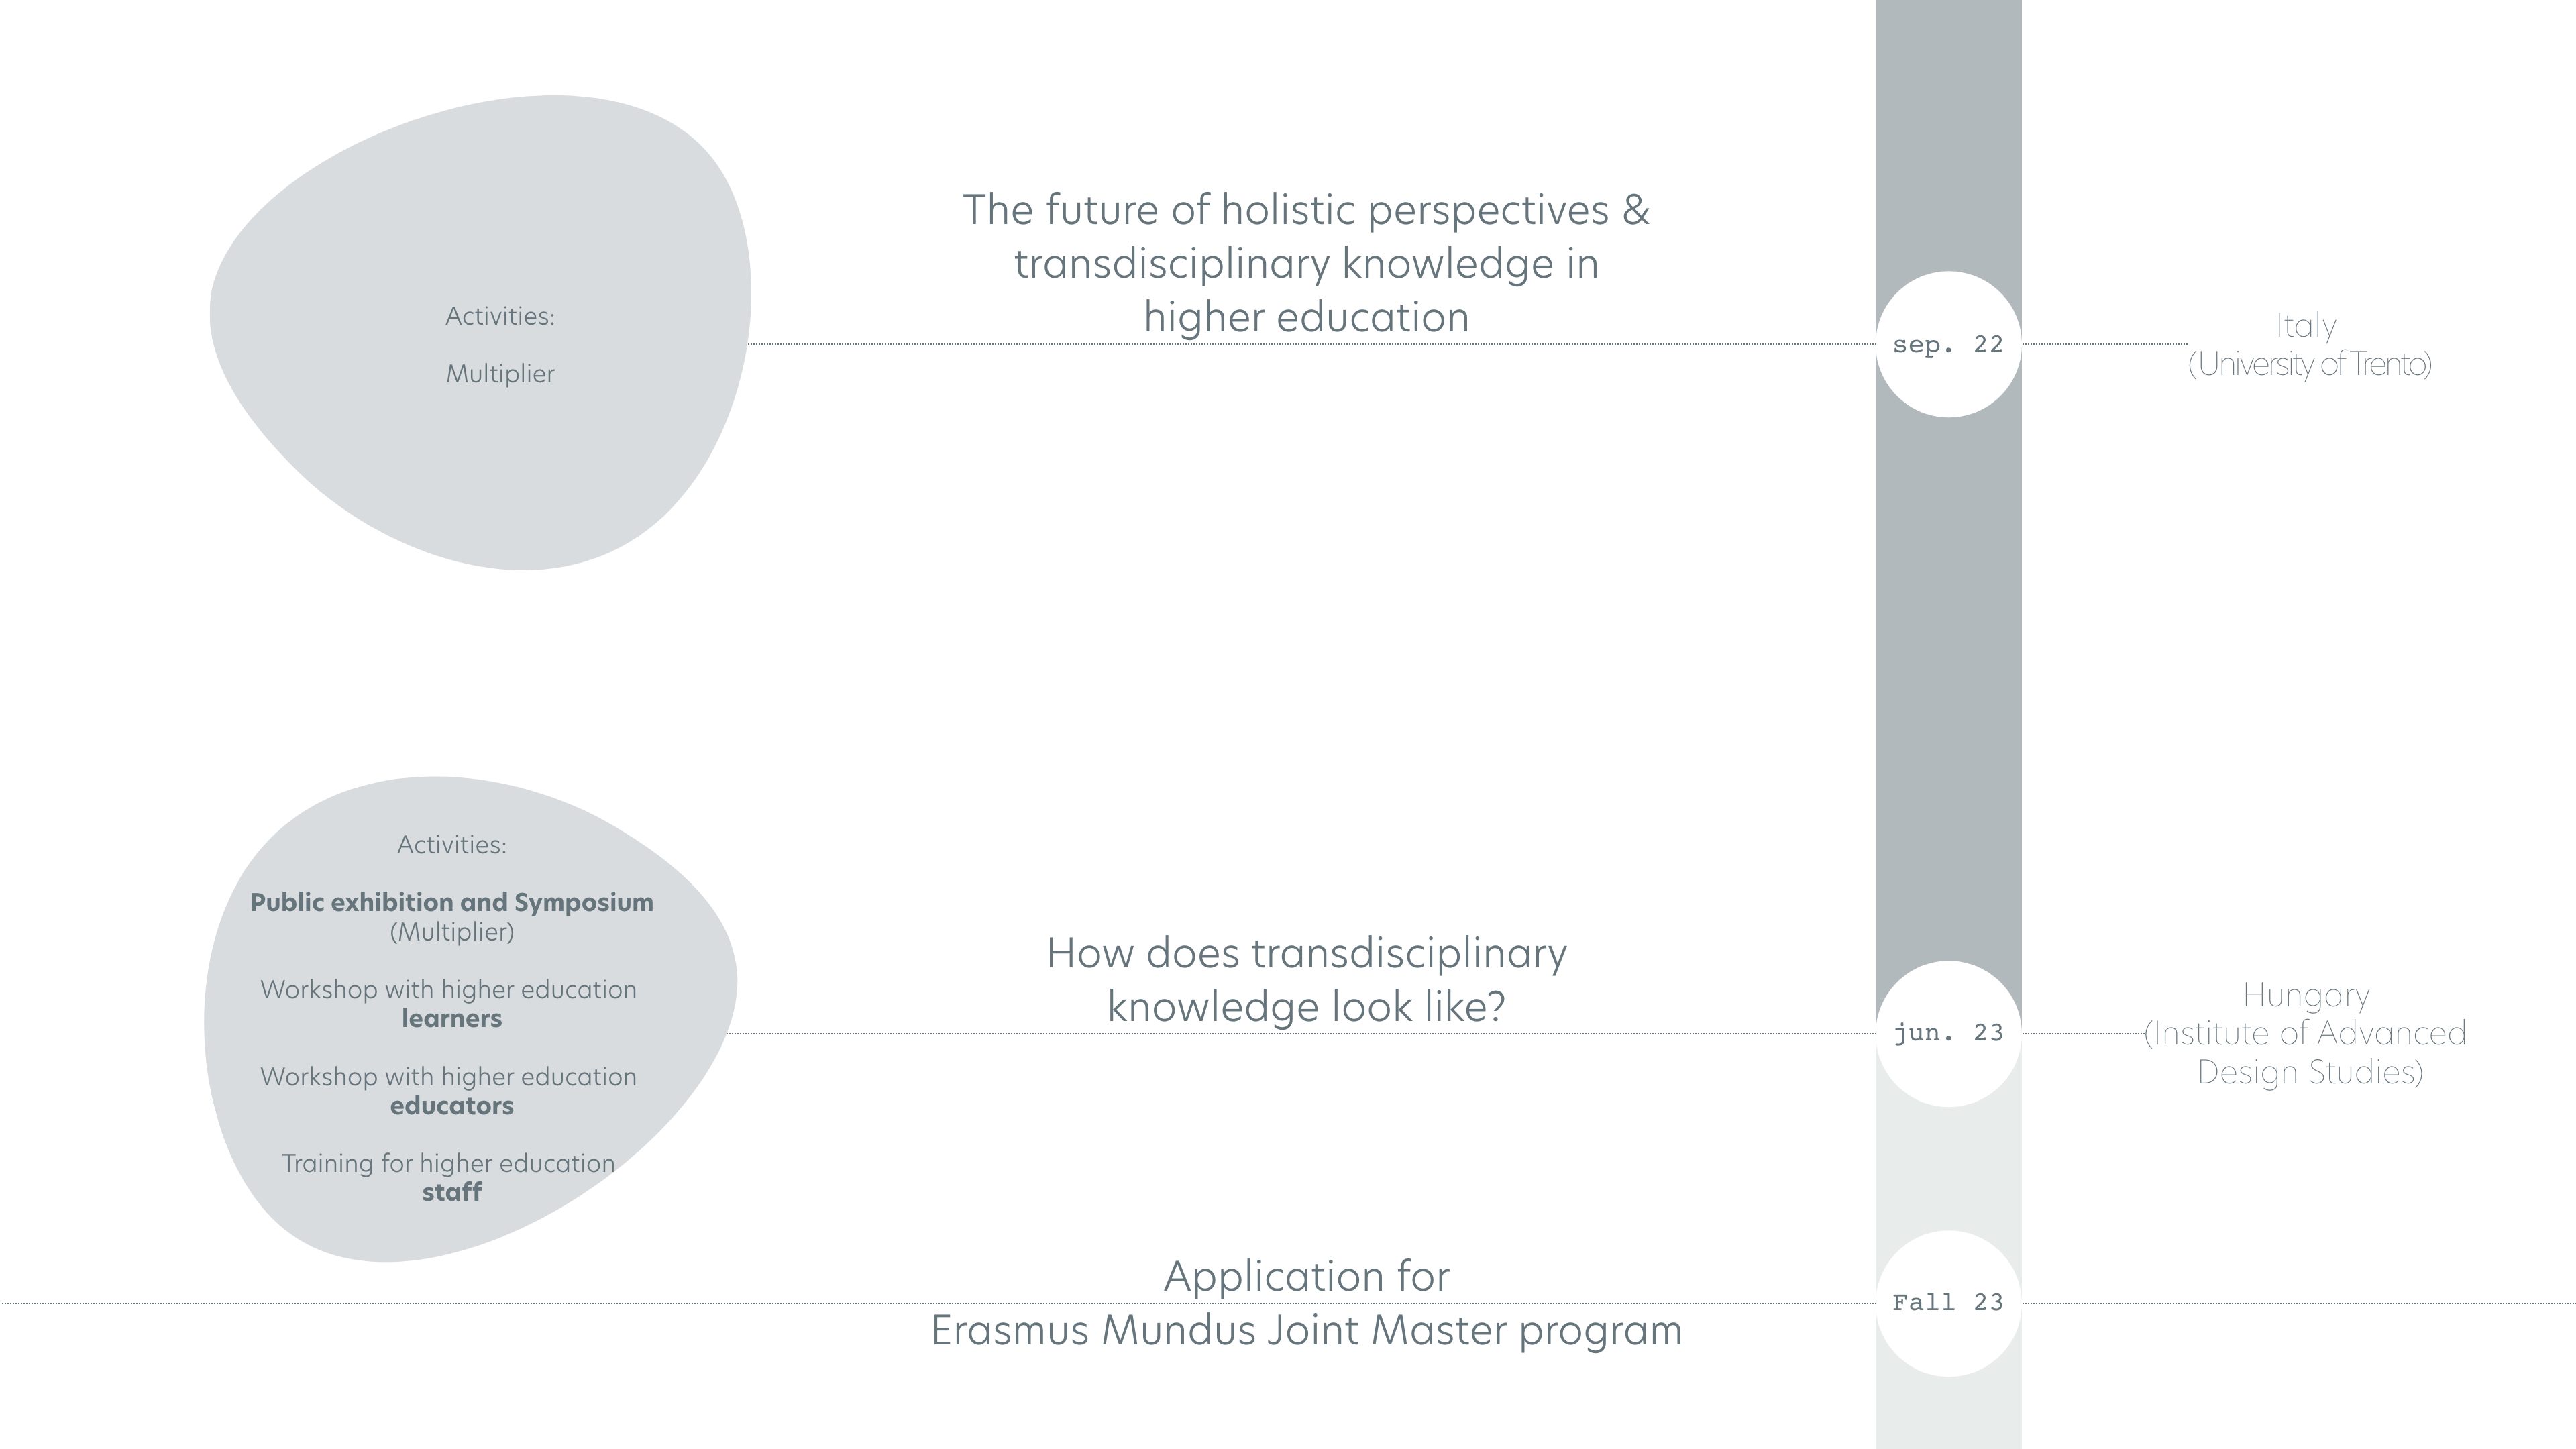 The future of holistic perspectives &
transdisciplinary knowledge in
higher education
Activities:
Multiplier
sep. 22
Italy
(University of Trento)
Activities:
Public exhibition and Symposium
(Multiplier)
Workshop with higher education
learners
Workshop with higher education
educators
Training for higher education
staff
How does transdisciplinary
knowledge look like?
jun. 23
Hungary
(Institute of Advanced
Design Studies)
Application for
Erasmus Mundus Joint Master program
Fall 23